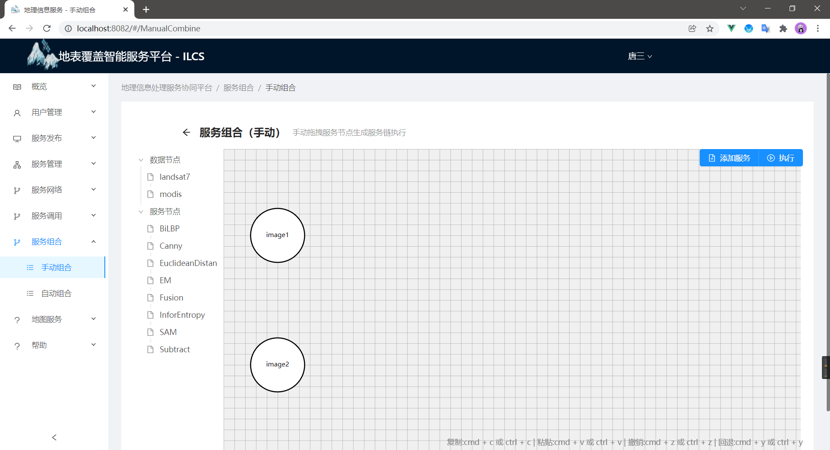 地理信息服务 - 手动组合
localhost:8082/#/ManualCombine
地表覆盖智能服务平台 - ILCS
唐三
概览
用户管理
服务发布
服务管理
服务网络
服务调用
服务组合
手动组合
自动组合
地图服务
帮助
地理信息处理服务协同平台 / 服务组合 / 手动组合
服务组合（手动）
手动拖拽服务节点生成服务链执行
添加服务
执行
数据节点
landsat7
modis
服务节点
BiLBP
Canny
EuclideanDistan
EM
Fusion
InforEntropy
SAM
Subtract
image1
image2
复制:cmd + c 或 ctrl + c | 粘贴:cmd + v 或 ctrl + v | 撤销:cmd + z 或 ctrl + z | 回退:cmd + y 或 ctrl + y